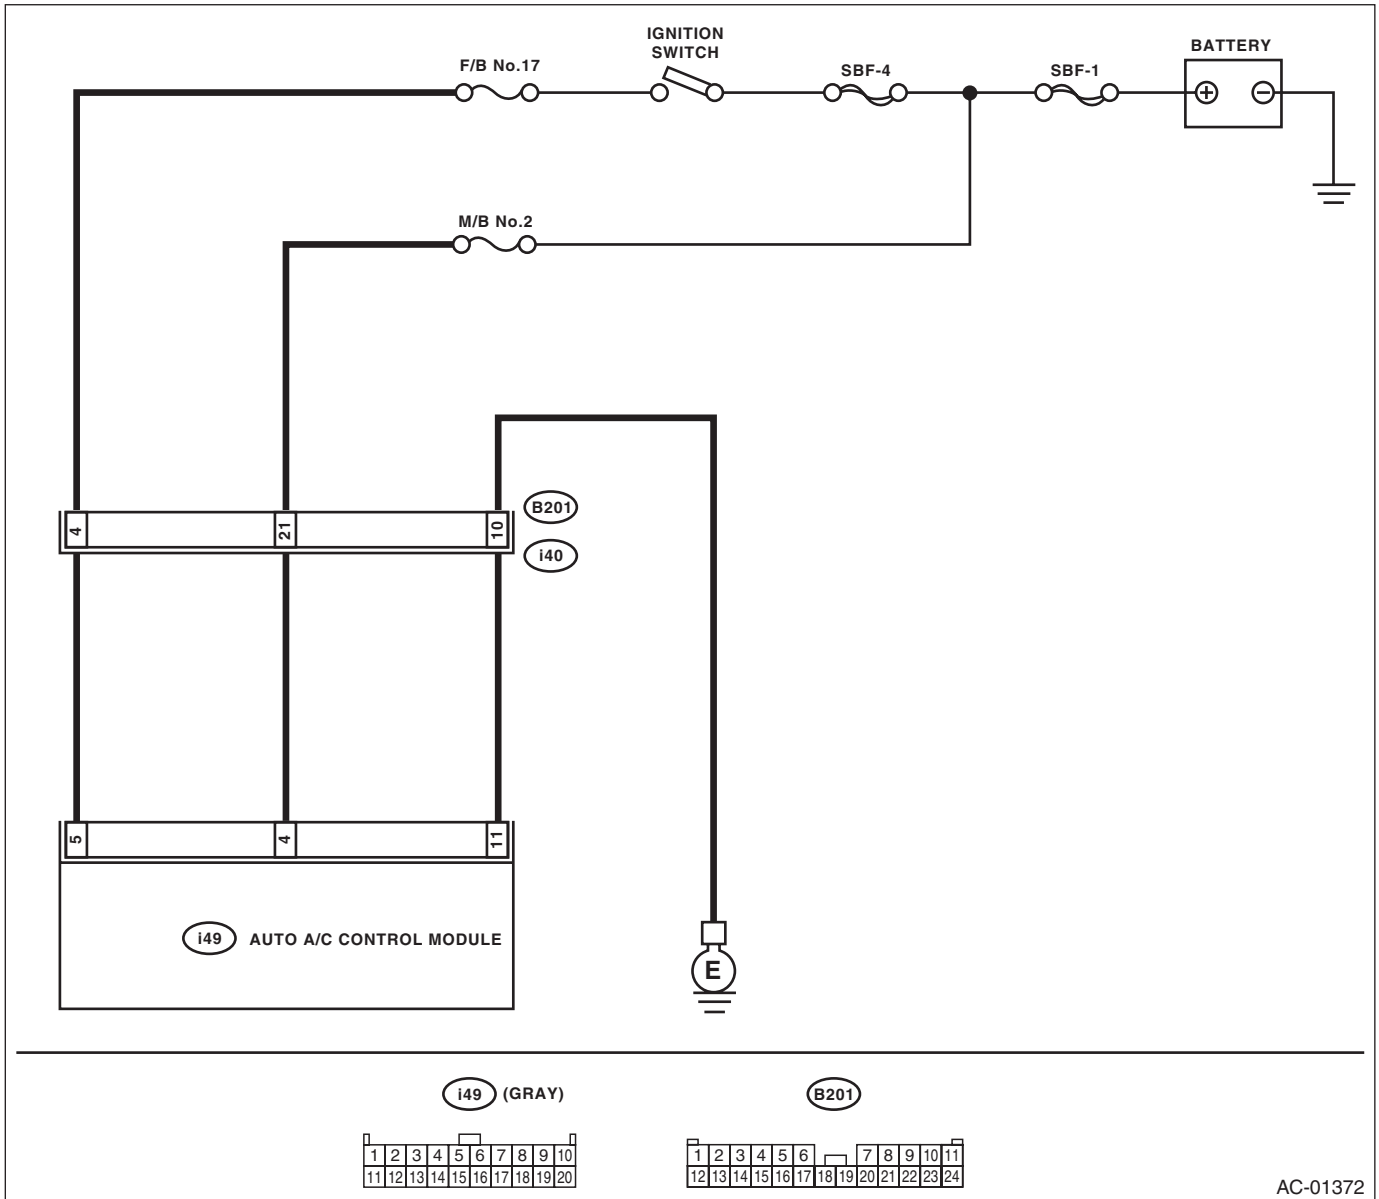 IGNITION
SWITCH
BATTERY
F/B No.17
SBF-4
SBF-1
+
−
M/B No.2
4
21
10
B201
i40
5
4
11
i49 AUTO A/C CONTROL MODULE
E
i49 (GRAY)
B201
1 2 3 4 5 6 7 8 9 10
11 12 13 14 15 16 17 18 19 20
1 2 3 4 5 6 7 8 9 10 11
12 13 14 15 16 17 18 19 20 21 22 23 24
AC-01372